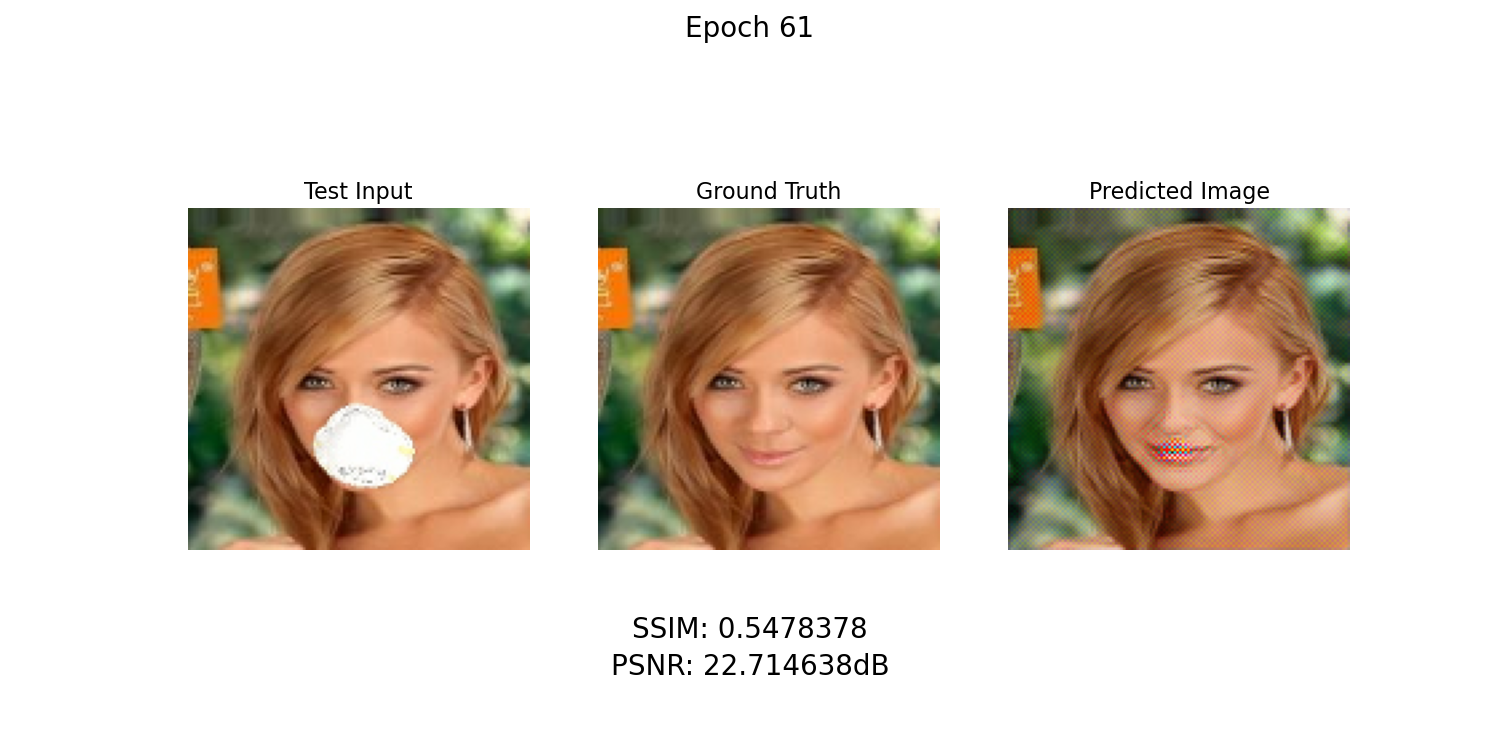 Epoch 61
Test Input
Ground Truth
Predicted Image
SSIM: 0.5478378
PSNR: 22.714638dB